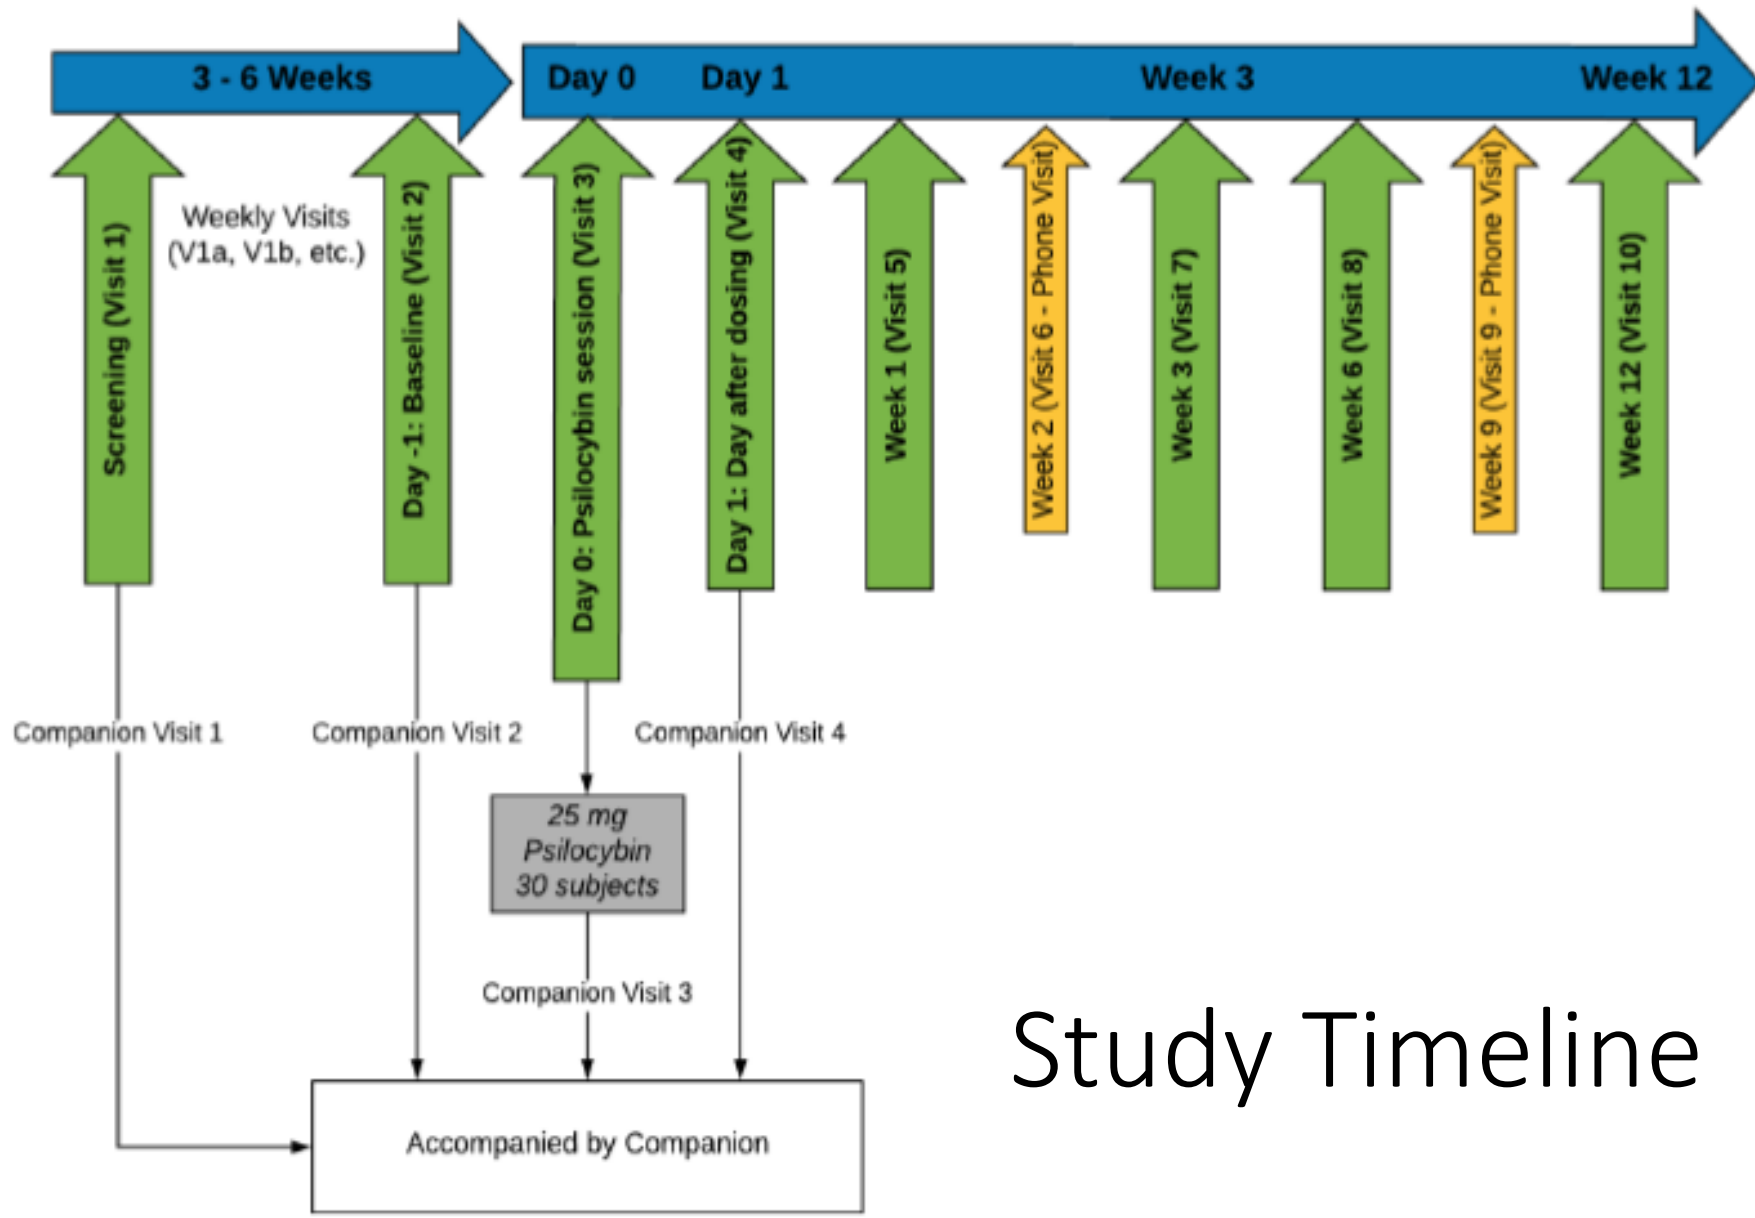 3 - 6 Weeks
Day 0
Day 1
Week 3
Week 12
Screening (Visit 1)
Weekly Visits
(V1a, V1b, etc.)
Day -1: Baseline (Visit 2)
Day 0: Psilocybin session (Visit 3)
Day 1: Day after dosing (Visit 4)
Week 1 (Visit 5)
Week 2 (Visit 6 - Phone Visit)
Week 3 (Visit 7)
Week 6 (Visit 8)
Week 9 (Visit 9 - Phone Visit)
Week 12 (Visit 10)
Companion Visit 1
Companion Visit 2
Companion Visit 4
25 mg
Psilocybin
30 subjects
Companion Visit 3
Accompanied by Companion
Study Timeline